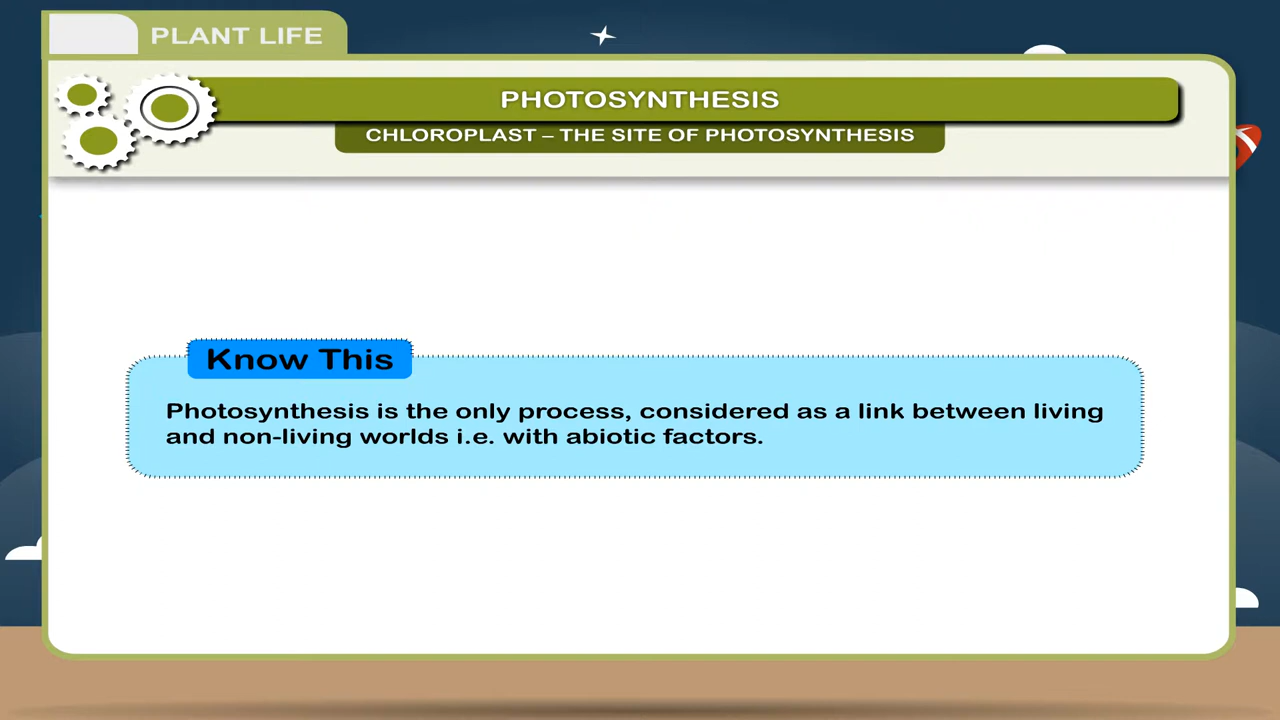 PLANT LIFE
PHOTOSYNTHESIS
CHLOROPLAST – THE SITE OF PHOTOSYNTHESIS
Know This
Photosynthesis is the only process, considered as a link between living
and non-living worlds i.e. with abiotic factors.